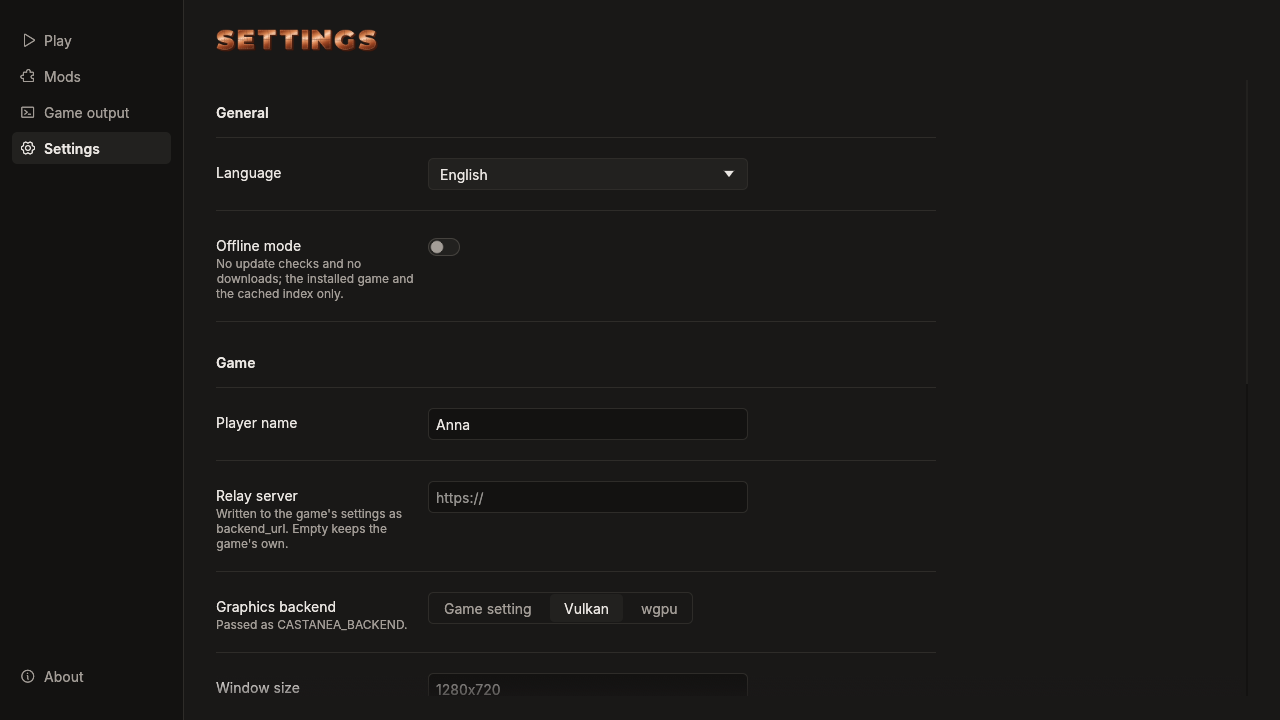 Play
Mods
Game output
Settings
About
SETTINGS
General
Language
English
Offline mode
No update checks and no
downloads; the installed game and
the cached index only.
Game
Player name
Anna
Relay server
https://
Written to the game's settings as
backend_url. Empty keeps the
game's own.
Graphics backend
Game setting
Vulkan
wgpu
Passed as CASTANEA_BACKEND.
Window size
1280x720